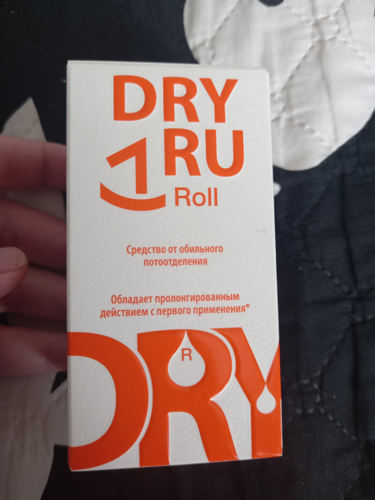 DRY
RU
Roll
Средство от обильного
потоотделения
Обладает пролонгированным
действием с первого применения*
R
DRY